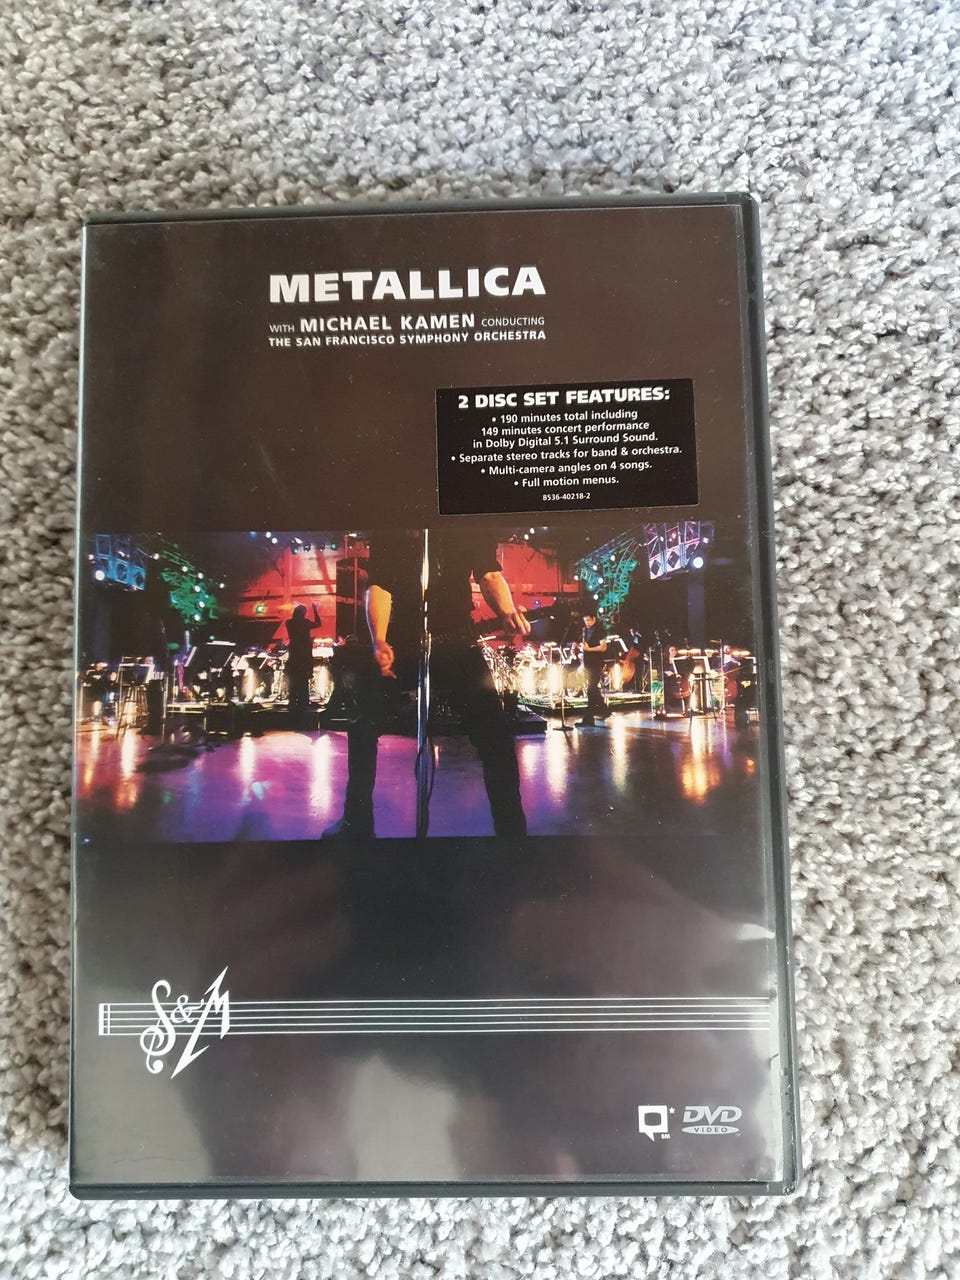 METALLICA
WITH MICHAEL KAMEN CONDUCTING
THE SAN FRANCISCO SYMPHONY ORCHESTRA
2 DISC SET FEATURES:
• 190 minutes total including
149 minutes concert performance
in Dolby Digital 5.1 Surround Sound.
• Separate stereo tracks for band & orchestra.
• Multi-camera angles on 4 songs.
• Full motion menus.
8536-40218-2
S&M
SM
DVD
VIDEO